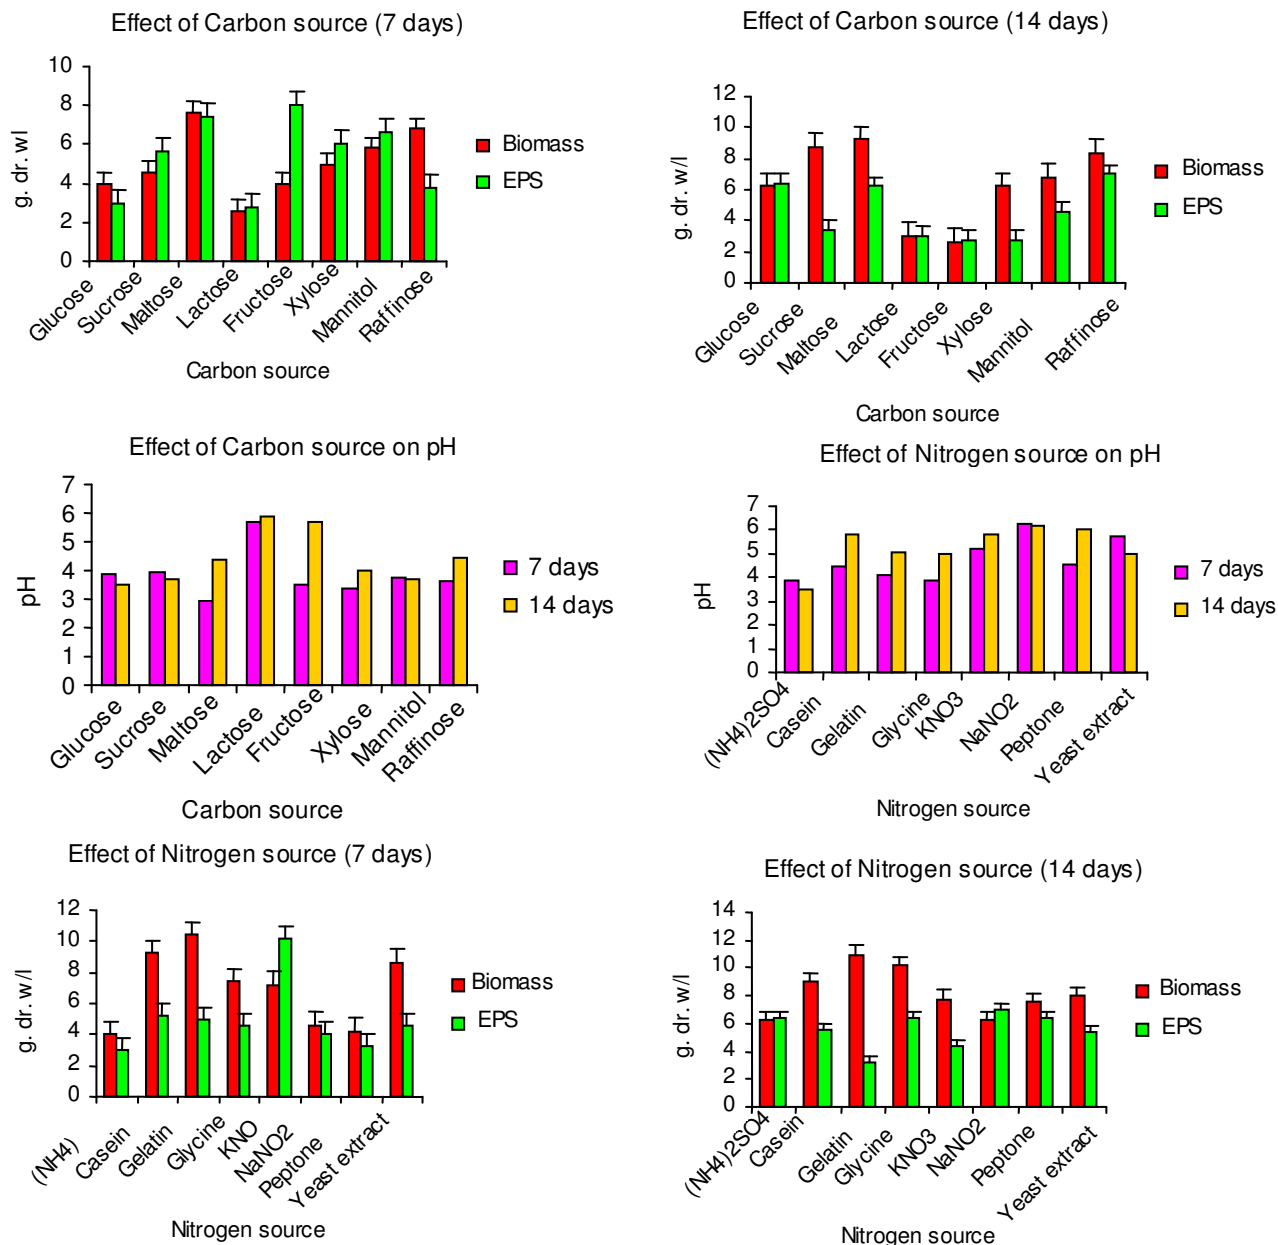 Effect of Carbon source (7 days)
10
8
6
4
2
0
g. dr. wl
Glucose
Sucrose
Maltose
Lactose
Fructose
Xylose
Mannitol
Raffinose
Carbon source
Biomass
EPS
Effect of Carbon source (14 days)
12
10
8
6
4
2
0
g. dr. w/l
Glucose
Sucrose
Maltose
Lactose
Fructose
Xylose
Mannitol
Raffinose
Carbon source
Biomass
EPS
Effect of Carbon source on pH
7
6
5
4
3
2
1
0
pH
Glucose
Sucrose
Maltose
Lactose
Fructose
Xylose
Mannitol
Raffinose
Carbon source
7 days
14 days
Effect of Nitrogen source on pH
7
6
5
4
3
2
1
0
pH
(NH4)2SO4
Casein
Gelatin
Glycine
KNO3
NaNO2
Peptone
Yeast extract
Nitrogen source
7 days
14 days
Effect of Nitrogen source (7 days)
12
10
8
6
4
2
0
g. dr. w/l
(NH4)
Casein
Gelatin
Glycine
KNO
NaNO2
Peptone
Yeast extract
Nitrogen source
Biomass
EPS
Effect of Nitrogen source (14 days)
14
12
10
8
6
4
2
0
g. dr. w/l
(NH4)2SO4
Casein
Gelatin
Glycine
KNO3
NaNO2
Peptone
Yeast extract
Nitrogen source
Biomass
EPS